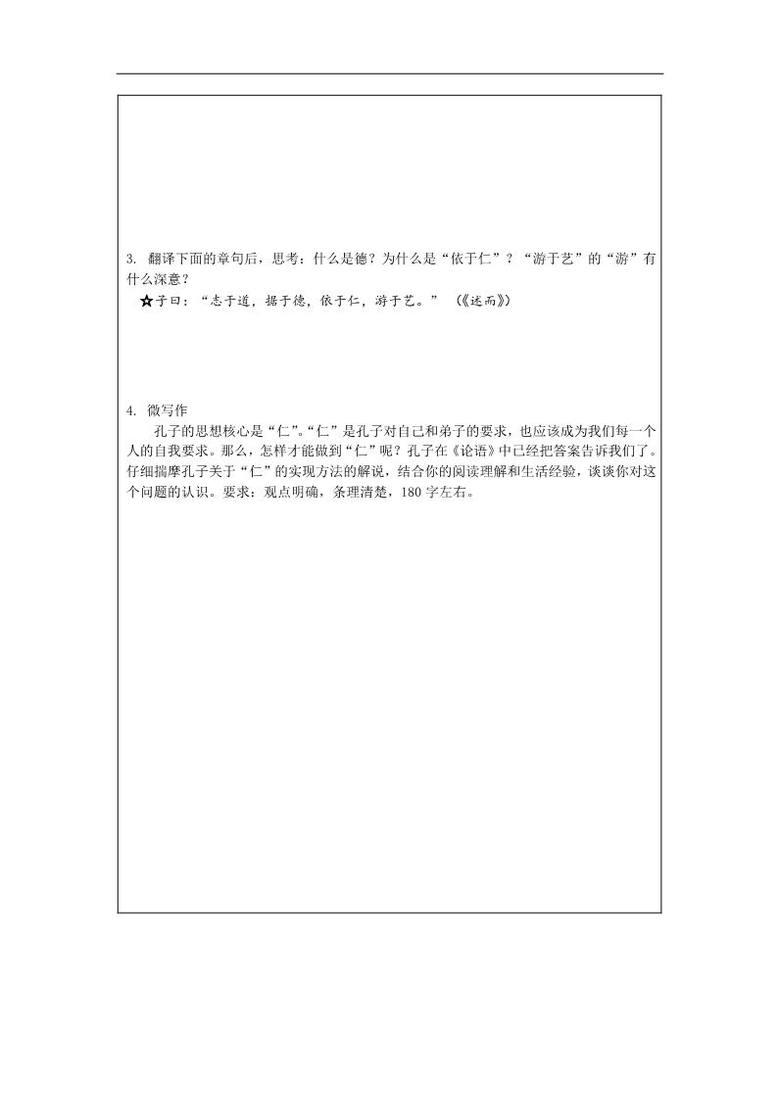 3. 翻译下面的章句后，思考：什么是德？为什么是“依于仁”？“游于艺”的“游”有
什么深意？
☆子曰：“志于道，据于德，依于仁，游于艺。”（《述而》）
4. 微写作
孔子的思想核心是“仁”。“仁”是孔子对自己和弟子的要求，也应该成为我们每一个
人的自我要求。那么，怎样才能做到“仁”呢？孔子在《论语》中已经把答案告诉我们了。
仔细揣摩孔子关于“仁”的实现方法的解说，结合你的阅读理解和生活经验，谈谈你对这
个问题的认识。要求：观点明确，条理清楚，180 字左右。